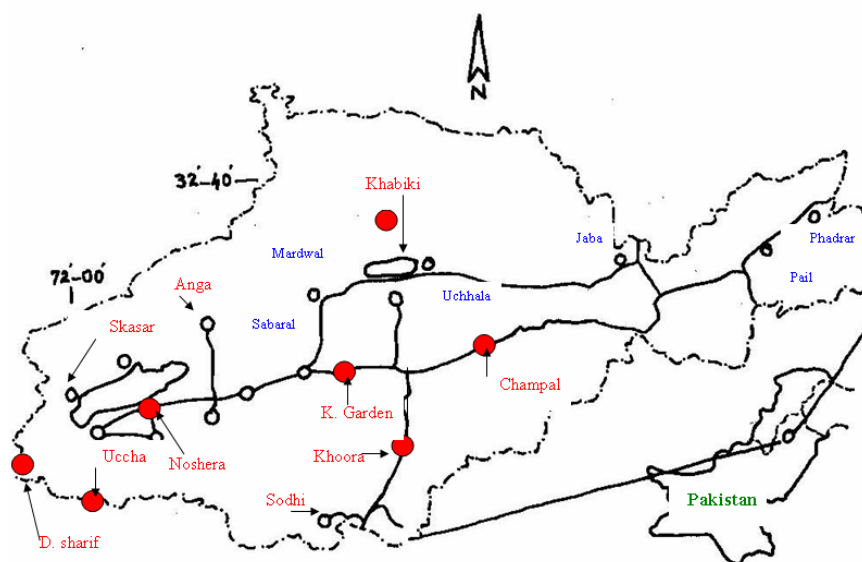 N
32'-40'
Khabiki
Jaba
Phadrar
Mardwal
72'-00'
Anga
Pail
Uchhala
Skasar
Sabaral
Champal
K. Garden
Uccha
Noshera
Khoora
Sodhi
Pakistan
D. sharif